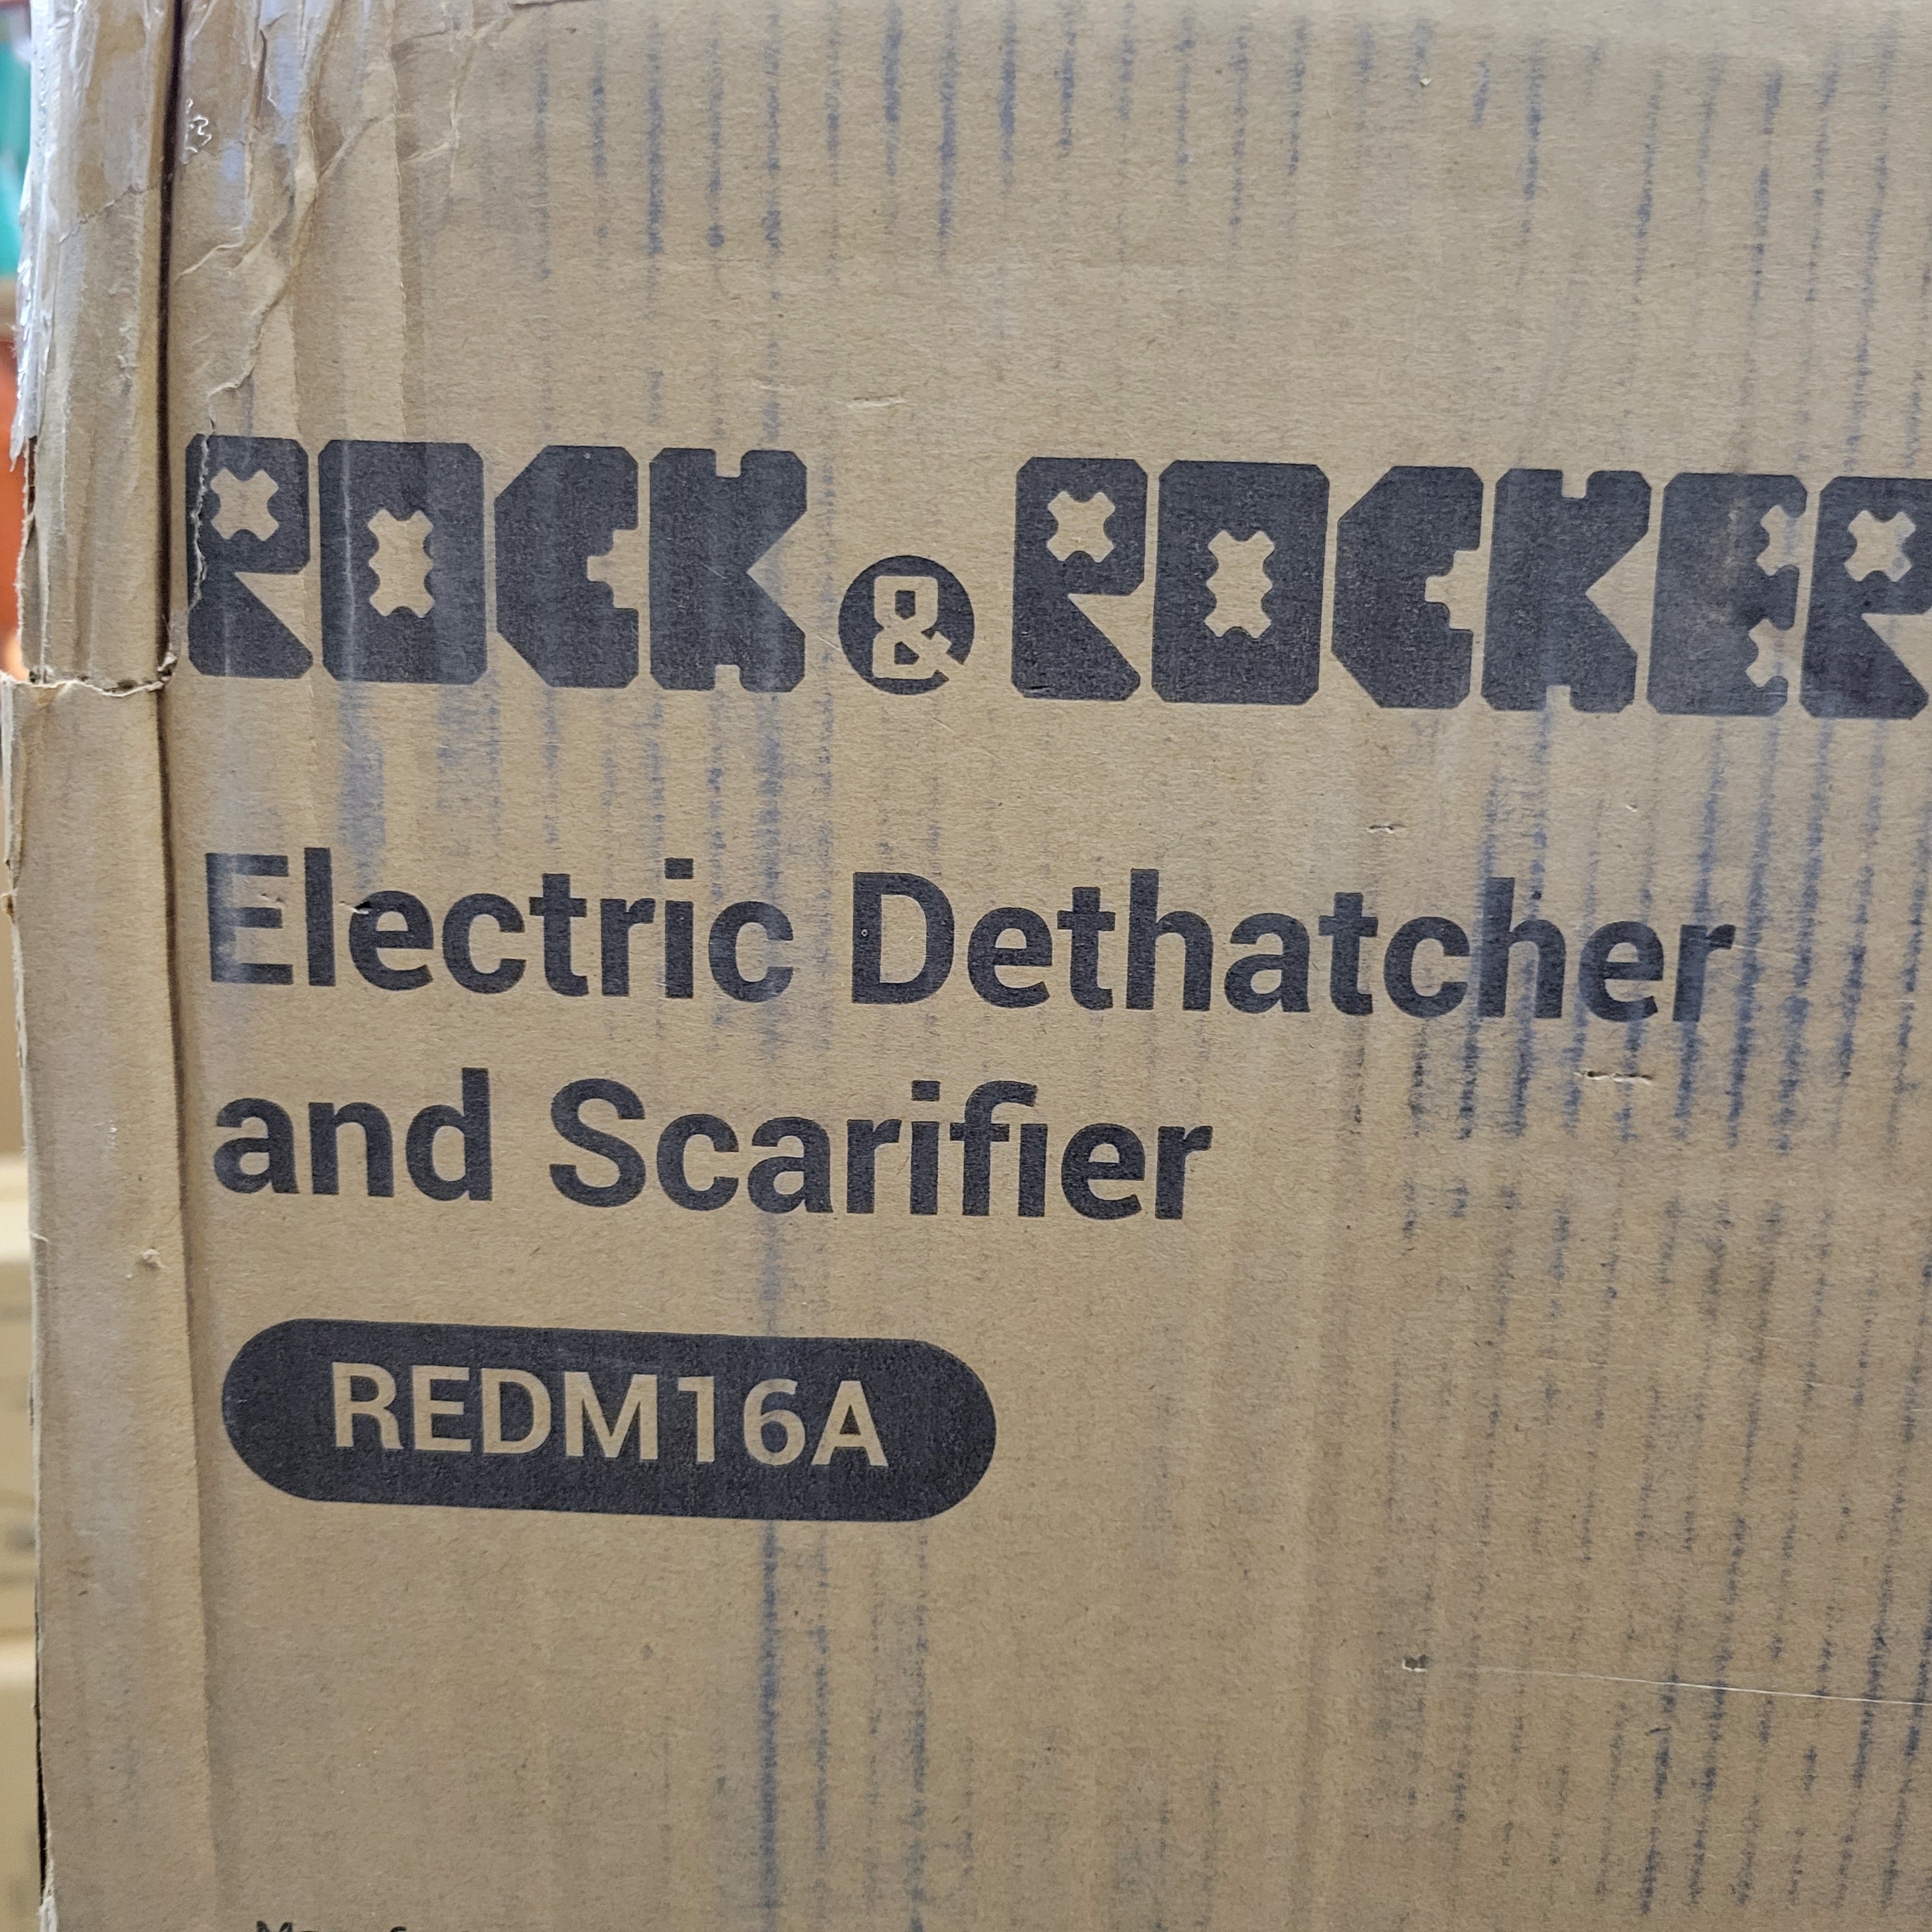 ROCK & ROCKER
Electric Dethatcher
and Scarifier
REDM16A